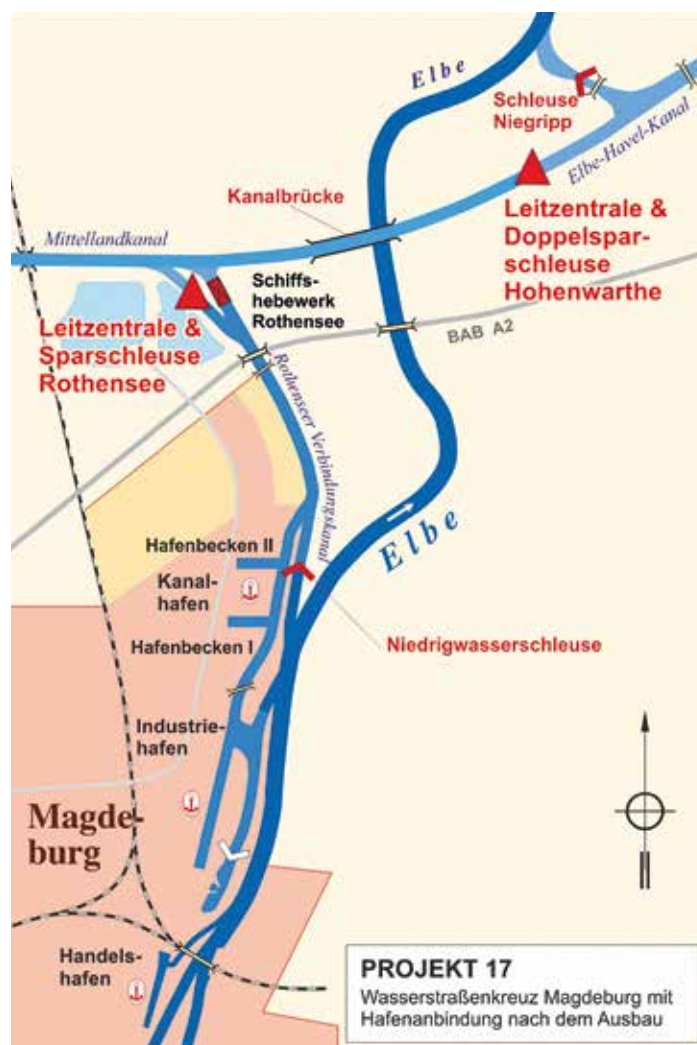 Elbe
Schleuse
Niegripp
Elbe-Havel-Kanal
Kanalbrücke
Leitzentrale &
Doppelspar-
schleuse
Hohenwarthe
Mittellandkanal
Schiffs-
hebewerk
Rothensee
Leitzentrale &
Sparschleuse
Rothensee
BAB A2
Rothenseer Verbindungskanal
Elbe
Hafenbecken II
Kanal-
hafen
Hafenbecken I
Niedrigwasserschleuse
Industrie-
hafen
Magde-
burg
Handels-
hafen
PROJEKT 17
Wasserstraßenkreuz Magdeburg mit
Hafenanbindung nach dem Ausbau